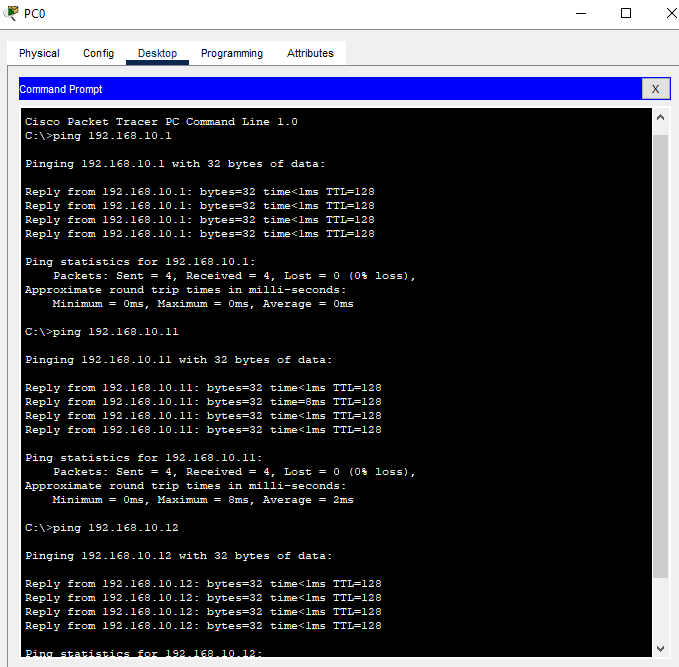 PC0
Physical Config Desktop Programming Attributes
Command Prompt X
Cisco Packet Tracer PC Command Line 1.0
C:\>ping 192.168.10.1
Pinging 192.168.10.1 with 32 bytes of data:
Reply from 192.168.10.1: bytes=32 time<1ms TTL=128
Reply from 192.168.10.1: bytes=32 time<1ms TTL=128
Reply from 192.168.10.1: bytes=32 time<1ms TTL=128
Reply from 192.168.10.1: bytes=32 time<1ms TTL=128
Ping statistics for 192.168.10.1:
Packets: Sent = 4, Received = 4, Lost = 0 (0% loss),
Approximate round trip times in milli-seconds:
Minimum = 0ms, Maximum = 0ms, Average = 0ms
C:\>ping 192.168.10.11
Pinging 192.168.10.11 with 32 bytes of data:
Reply from 192.168.10.11: bytes=32 time<1ms TTL=128
Reply from 192.168.10.11: bytes=32 time=8ms TTL=128
Reply from 192.168.10.11: bytes=32 time<1ms TTL=128
Reply from 192.168.10.11: bytes=32 time<1ms TTL=128
Ping statistics for 192.168.10.11:
Packets: Sent = 4, Received = 4, Lost = 0 (0% loss),
Approximate round trip times in milli-seconds:
Minimum = 0ms, Maximum = 8ms, Average = 2ms
C:\>ping 192.168.10.12
Pinging 192.168.10.12 with 32 bytes of data:
Reply from 192.168.10.12: bytes=32 time<1ms TTL=128
Reply from 192.168.10.12: bytes=32 time<1ms TTL=128
Reply from 192.168.10.12: bytes=32 time<1ms TTL=128
Reply from 192.168.10.12: bytes=32 time<1ms TTL=128
Ping statistics for 192.168.10.12: